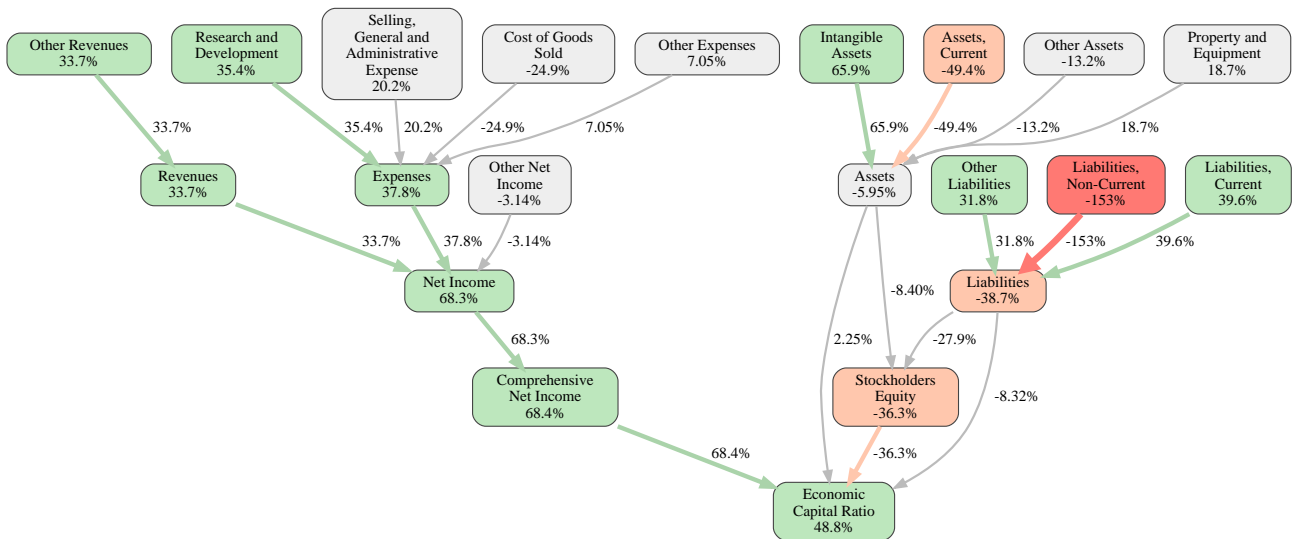 Other Revenues
33.7%
Research and
Development
35.4%
Selling,
General and
Administrative
Expense
20.2%
Cost of Goods
Sold
-24.9%
Other Expenses
7.05%
Intangible
Assets
65.9%
Assets,
Current
-49.4%
Other Assets
-13.2%
Property and
Equipment
18.7%
33.7%
35.4%
20.2%
-24.9%
7.05%
65.9%
-49.4%
-13.2%
18.7%
Revenues
33.7%
Expenses
37.8%
Other Net
Income
-3.14%
Assets
-5.95%
Other
Liabilities
31.8%
Liabilities,
Non-Current
-153%
Liabilities,
Current
39.6%
33.7%
37.8%
-3.14%
31.8%
-153%
39.6%
Net Income
68.3%
-8.40%
Liabilities
-38.7%
68.3%
2.25%
-27.9%
Comprehensive
Net Income
68.4%
Stockholders
Equity
-36.3%
-8.32%
68.4%
-36.3%
Economic
Capital Ratio
48.8%